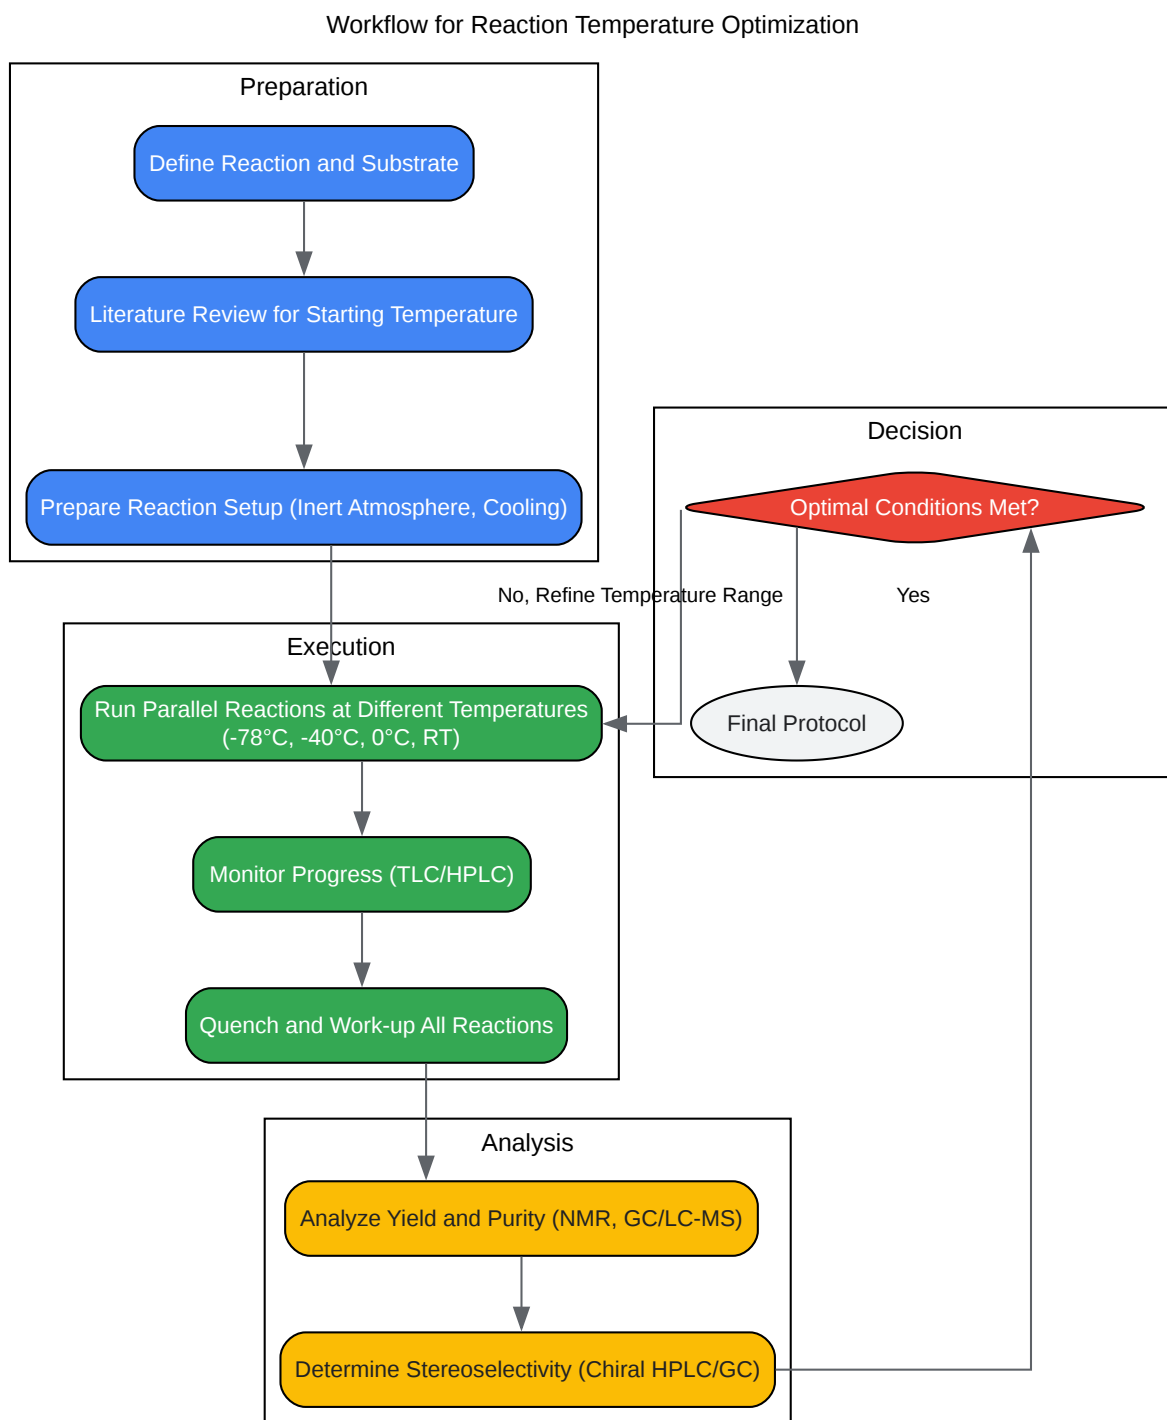 Workflow for Reaction Temperature Optimization
Preparation
Define Reaction and Substrate
Literature Review for Starting Temperature
Prepare Reaction Setup (Inert Atmosphere, Cooling)
Decision
Optimal Conditions Met?
No, Refine Temperature Range
Yes
Final Protocol
Execution
Run Parallel Reactions at Different Temperatures
(-78°C, -40°C, 0°C, RT)
Monitor Progress (TLC/HPLC)
Quench and Work-up All Reactions
Analysis
Analyze Yield and Purity (NMR, GC/LC-MS)
Determine Stereoselectivity (Chiral HPLC/GC)